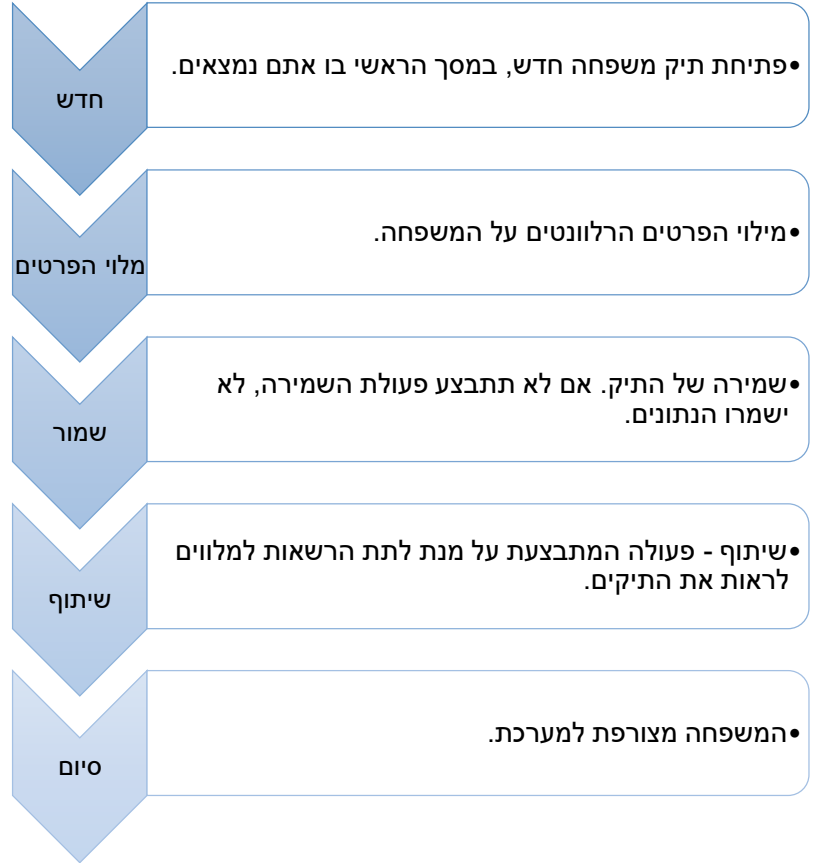 חדש
•פתיחת תיק משפחה חדש, במסך הראשי בו אתם נמצאים.
מלוי הפרטים
•מילוי הפרטים הרלוונטים על המשפחה.
שמור
•שמירה של התיק. אם לא תתבצע פעולת השמירה, לא
ישמרו הנתונים.
שיתוף
•שיתוף - פעולה המתבצעת על מנת לתת הרשאות למלווים
לראות את התיקים.
סיום
•המשפחה מצורפת למערכת.